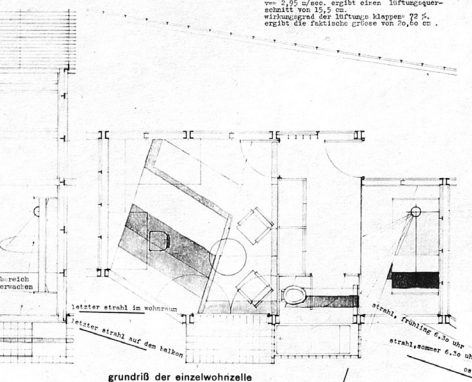 v= 2,95 m/sec. ergibt einen lüftungsquer-
schnitt von 15,5 cm.
wirkungsgrad der lüftungs klappen= 72 %.
ergibt die faktische grösse von 20,60 cm .
bereich
erwachen
letzter strahl im wohnraum
letzter strahl auf dem balkon
strahl, frühling 6.30 uhr
strahl,sommer 6.30 uhr
grundriß der einzelwohnzelle